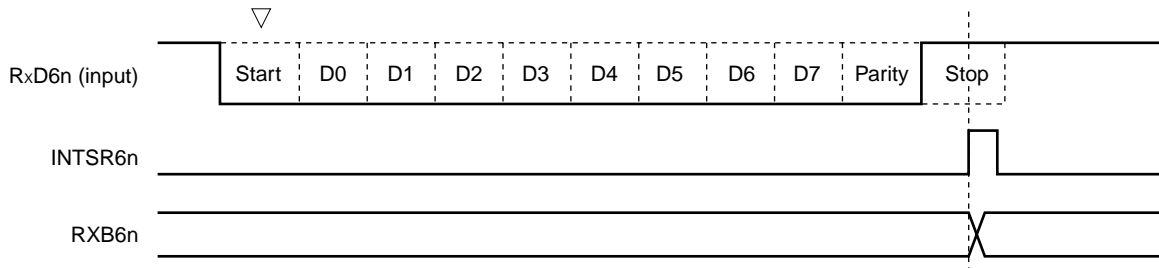 RxD6n (input) Start D0 D1 D2 D3 D4 D5 D6 D7 Parity Stop
INTSR6n
RXB6n